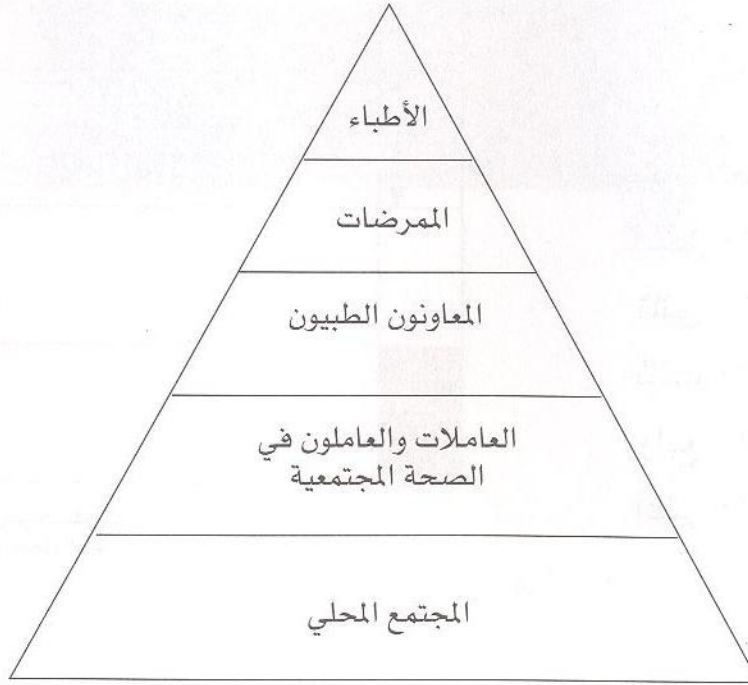 الأطباء
الممرضات
المعاونون الطبيون
العاملات والعاملون في
الصحة المجتمعية
المجتمع المحلي